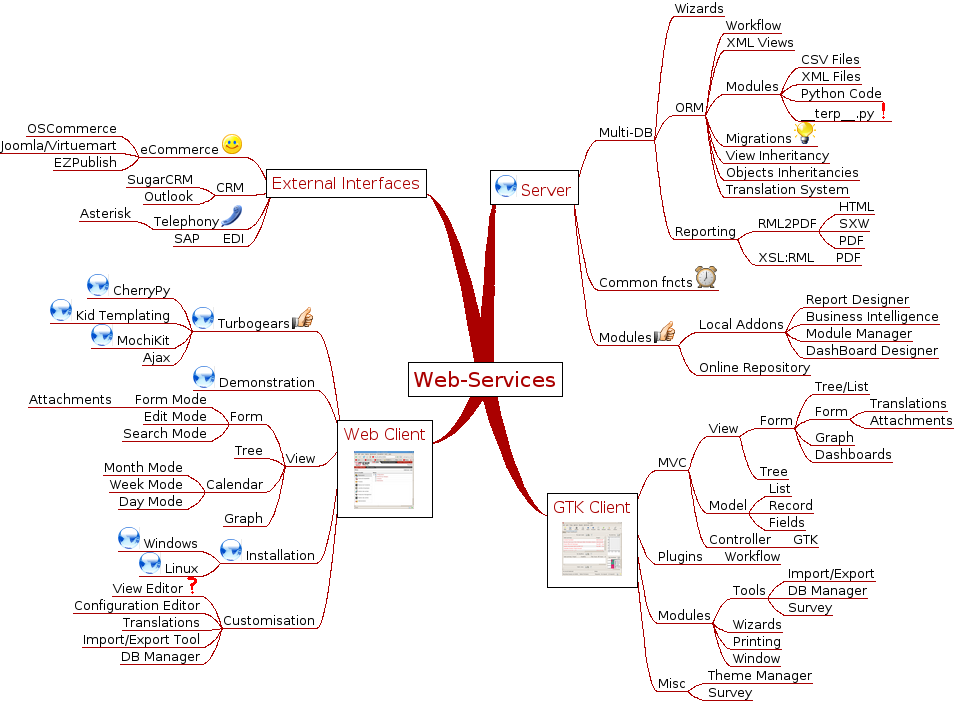 Web-Services
External Interfaces
eCommerce
OSCommerce
Joomla/Virtuemart
EZPublish
CRM
SugarCRM
Outlook
Telephony
Asterisk
EDI
SAP
Web Client
Turbogears
CherryPy
Kid Templating
MochiKit
Ajax
Demonstration
View
Form
Form Mode
Attachments
Edit Mode
Search Mode
Tree
Calendar
Month Mode
Week Mode
Day Mode
Graph
Installation
Windows
Linux
Customisation
View Editor
Configuration Editor
Translations
Import/Export Tool
DB Manager
Server
Multi-DB
Wizards
ORM
Workflow
XML Views
Modules
CSV Files
XML Files
Python Code
__terp__.py
Migrations
View Inheritancy
Objects Inheritancies
Translation System
Reporting
RML2PDF
HTML
SXW
PDF
XSL:RML
PDF
Common fncts
Modules
Local Addons
Report Designer
Business Intelligence
Module Manager
DashBoard Designer
Online Repository
GTK Client
MVC
View
Form
Tree/List
Form
Translations
Attachments
Graph
Dashboards
Tree
Model
List
Record
Fields
Controller
GTK
Plugins
Workflow
Modules
Tools
Import/Export
DB Manager
Survey
Wizards
Printing
Window
Misc
Theme Manager
Survey